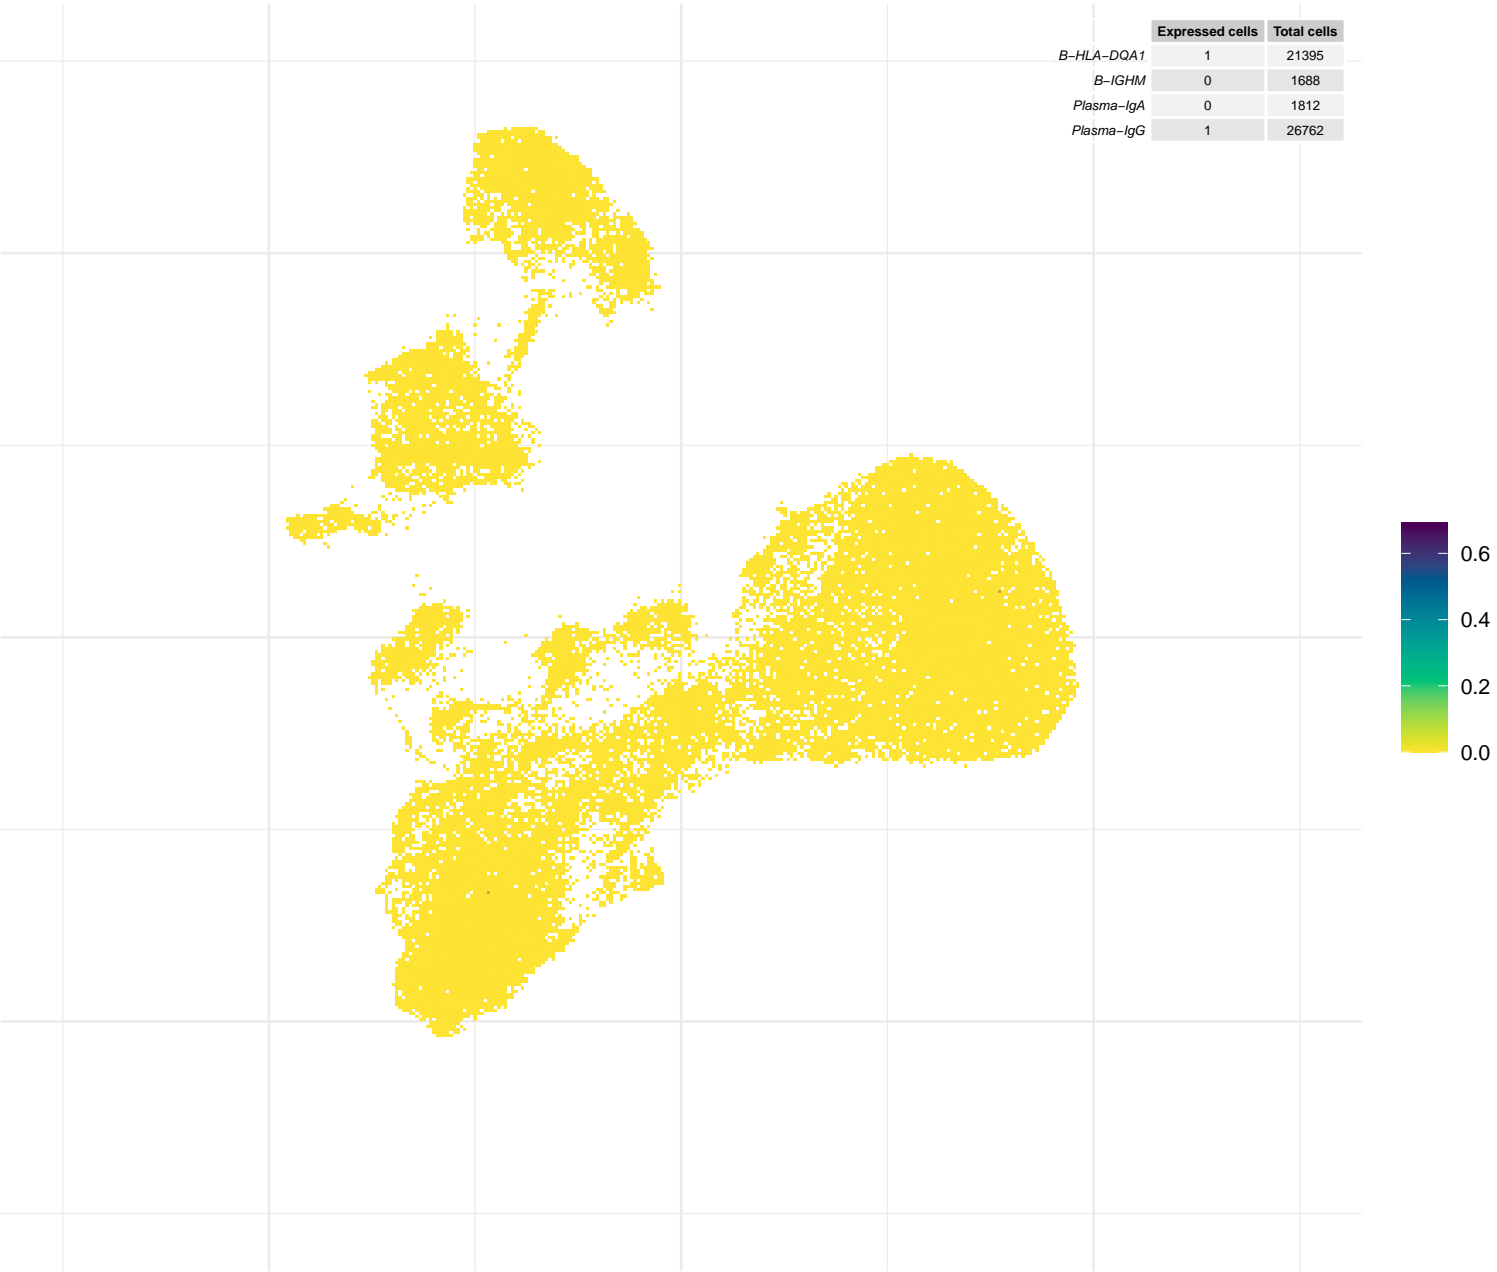 Expressed cells Total cells
B−HLA−DQA1 1 21395
B−IGHM 0 1688
Plasma−IgA 0 1812
Plasma−IgG 1 26762
0.6
0.4
0.2
0.0